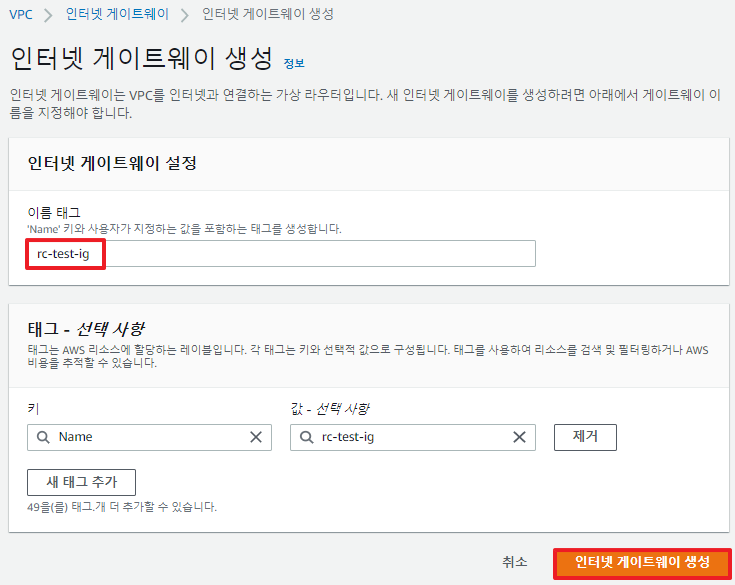 VPC > 인터넷 게이트웨이 > 인터넷 게이트웨이 생성
인터넷 게이트웨이 생성 정보
인터넷 게이트웨이는 VPC를 인터넷과 연결하는 가상 라우터입니다. 새 인터넷 게이트웨이를 생성하려면 아래에서 게이트웨이 이
름을 지정해야 합니다.
인터넷 게이트웨이 설정
이름 태그
'Name' 키와 사용자가 지정하는 값을 포함하는 태그를 생성합니다.
rc-test-ig
태그 - 선택 사항
태그는 AWS 리소스에 할당하는 레이블입니다. 각 태그는 키와 선택적 값으로 구성됩니다. 태그를 사용하여 리소스를 검색 및 필터링하거나 AWS
비용을 추적할 수 있습니다.
키 값 - 선택 사항
Name rc-test-ig 제거
새 태그 추가
49을(를) 태그.개 더 추가할 수 있습니다.
취소 인터넷 게이트웨이 생성